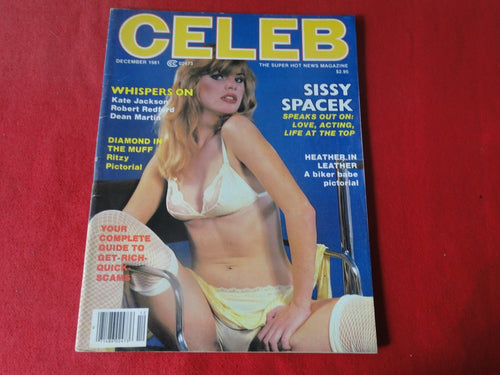 CELEB
DECEMBER 1981
THE SUPER HOT NEWS MAGAZINE
$2.95
WHISPERS ON
Kate Jackson
Robert Redford
Dean Martin
SISSY
SPACEK
SPEAKS OUT ON:
LOVE, ACTING,
LIFE AT THE TOP
DIAMOND IN
THE MUFF
Ritzy
Pictorial
HEATHER IN
LEATHER
A biker babe
pictorial
YOUR
COMPLETE
GUIDE TO
GET-RICH-
QUICK
SCAMS